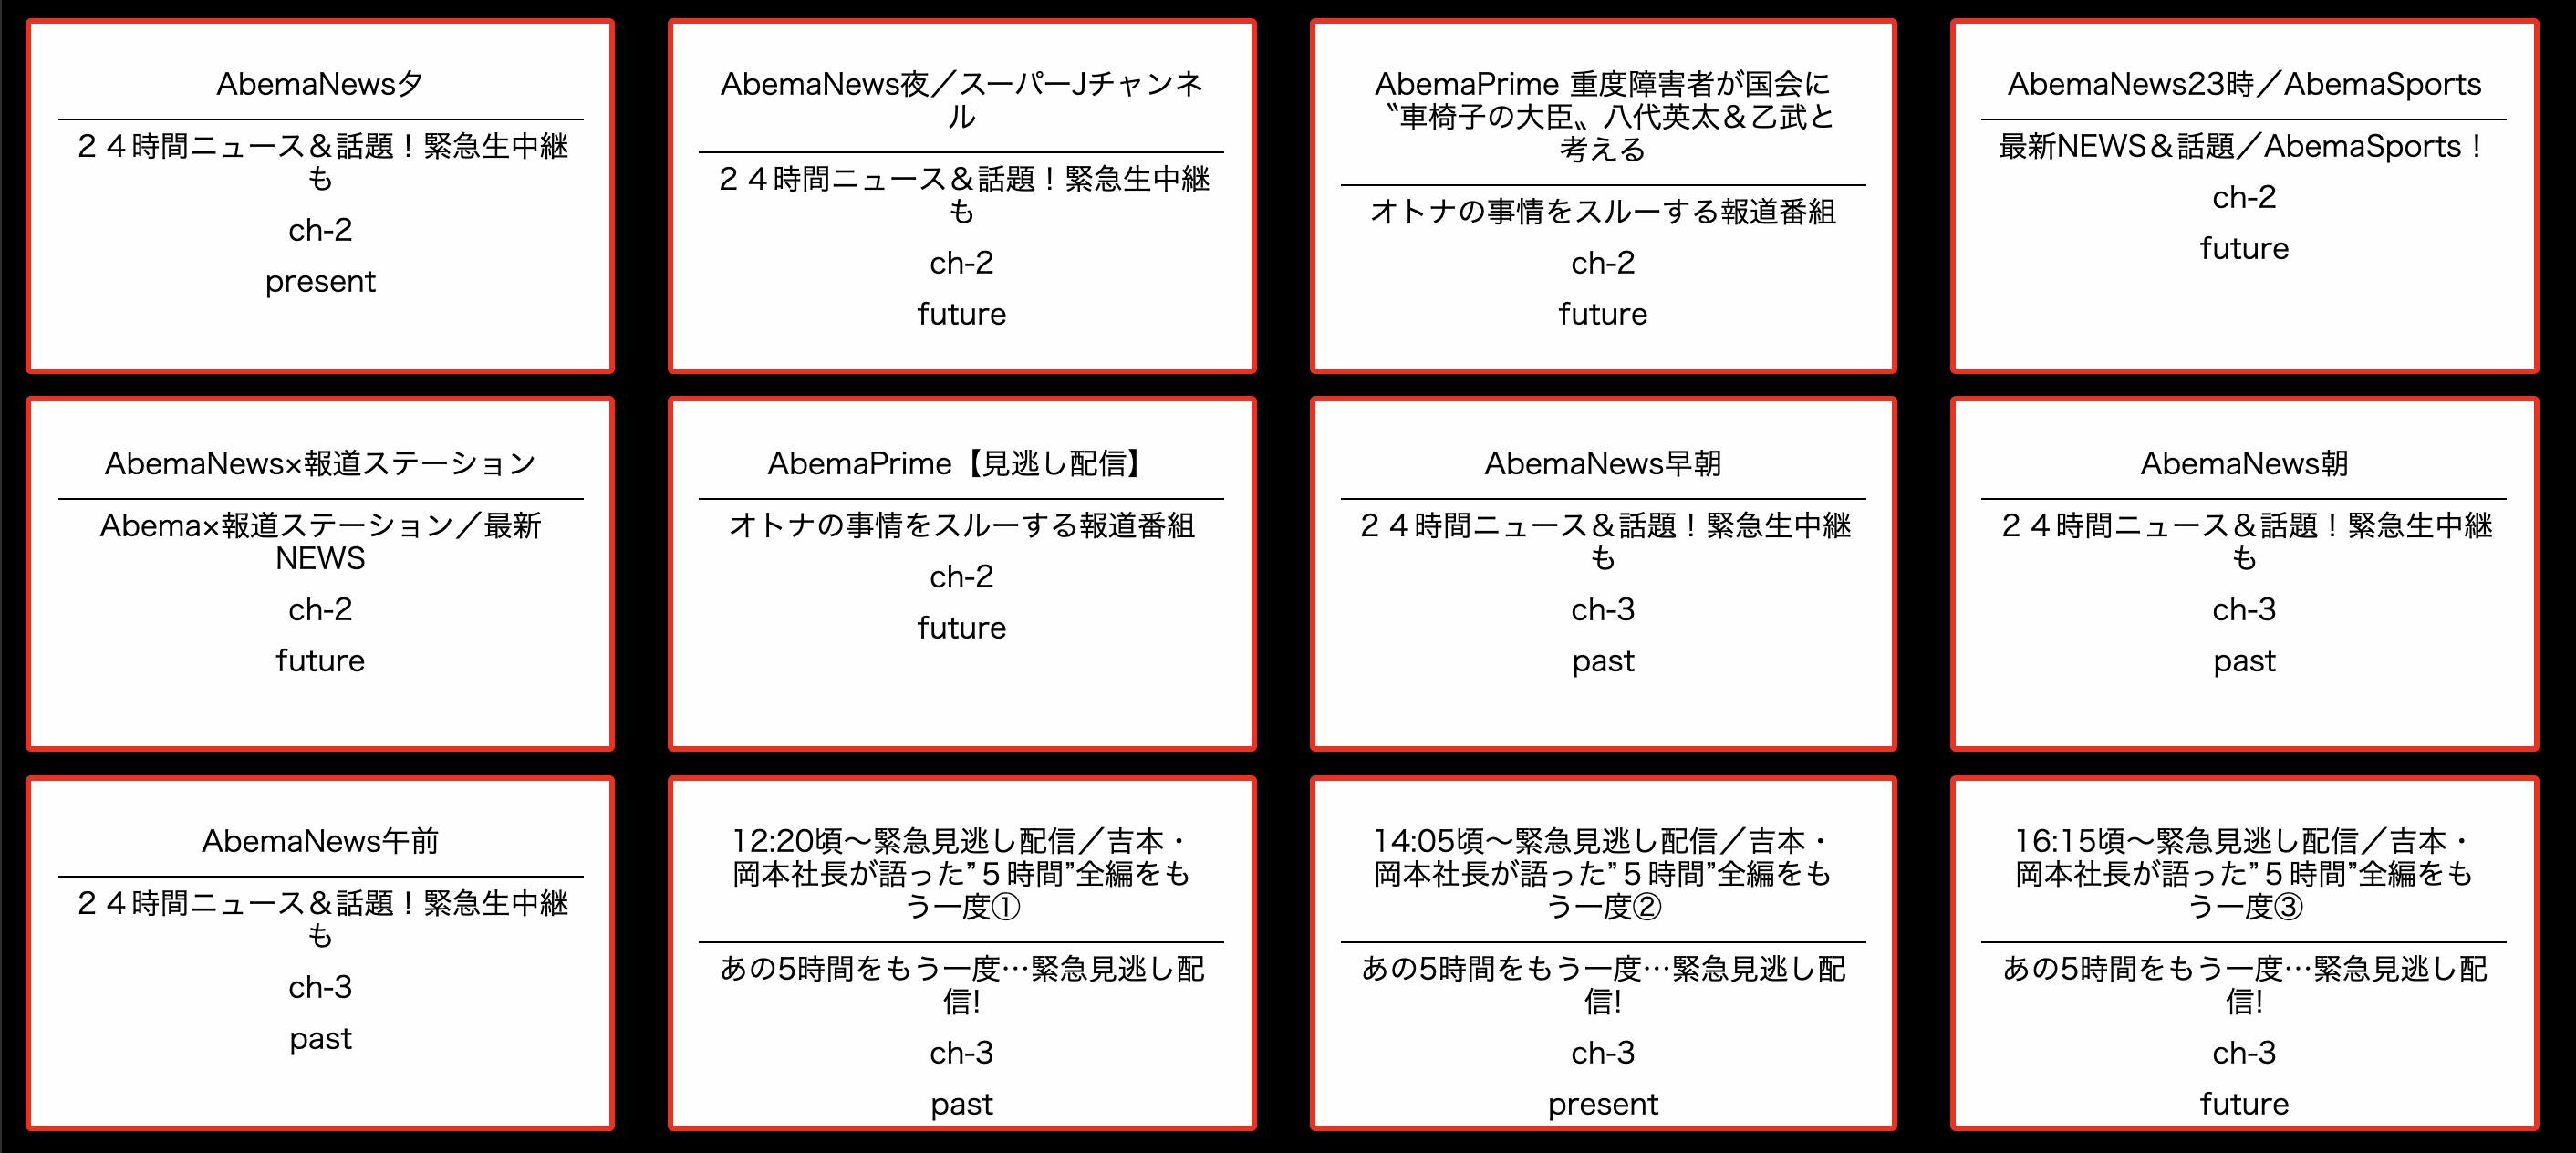 AbemaNews夕
２４時間ニュース＆話題！緊急生中継
も
ch-2
present
AbemaNews夜／スーパーJチャンネ
ル
２４時間ニュース＆話題！緊急生中継
も
ch-2
future
AbemaPrime 重度障害者が国会に
〝車椅子の大臣〟八代英太＆乙武と
考える
オトナの事情をスルーする報道番組
ch-2
future
AbemaNews23時／AbemaSports
最新NEWS＆話題／AbemaSports！
ch-2
future
AbemaNews×報道ステーション
Abema×報道ステーション／最新
NEWS
ch-2
future
AbemaPrime【見逃し配信】
オトナの事情をスルーする報道番組
ch-2
future
AbemaNews早朝
２４時間ニュース＆話題！緊急生中継
も
ch-3
past
AbemaNews朝
２４時間ニュース＆話題！緊急生中継
も
ch-3
past
AbemaNews午前
２４時間ニュース＆話題！緊急生中継
も
ch-3
past
12:20頃〜緊急見逃し配信／吉本・
岡本社長が語った”５時間”全編をも
う一度①
あの5時間をもう一度…緊急見逃し配
信!
ch-3
past
14:05頃〜緊急見逃し配信／吉本・
岡本社長が語った”５時間”全編をも
う一度②
あの5時間をもう一度…緊急見逃し配
信!
ch-3
present
16:15頃〜緊急見逃し配信／吉本・
岡本社長が語った”５時間”全編をも
う一度③
あの5時間をもう一度…緊急見逃し配
信!
ch-3
future